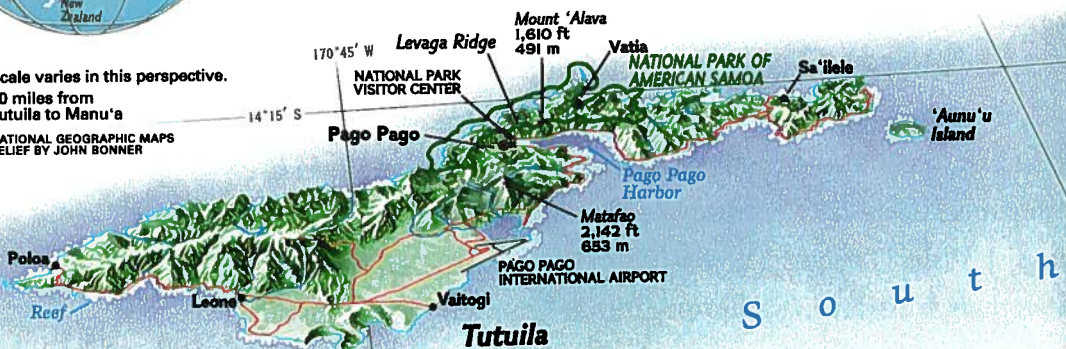 New
Zealand
cale varies in this perspective.
0 miles from
utuila to Manu'a
ATIONAL GEOGRAPHIC MAPS
ELIEF BY JOHN BONNER
170°45' W
14°15' S
Levaga Ridge
Mount 'Alava
1,610 ft
491 m
Vatia
NATIONAL PARK OF
AMERICAN SAMOA
Sa'ilele
NATIONAL PARK
VISITOR CENTER
Pago Pago
'Aunu'u
Island
Pago Pago
Harbor
Matafao
2,142 ft
653 m
PAGO PAGO
INTERNATIONAL AIRPORT
Poloa
Reef
Leone
Vaitogi
Tutuila
South